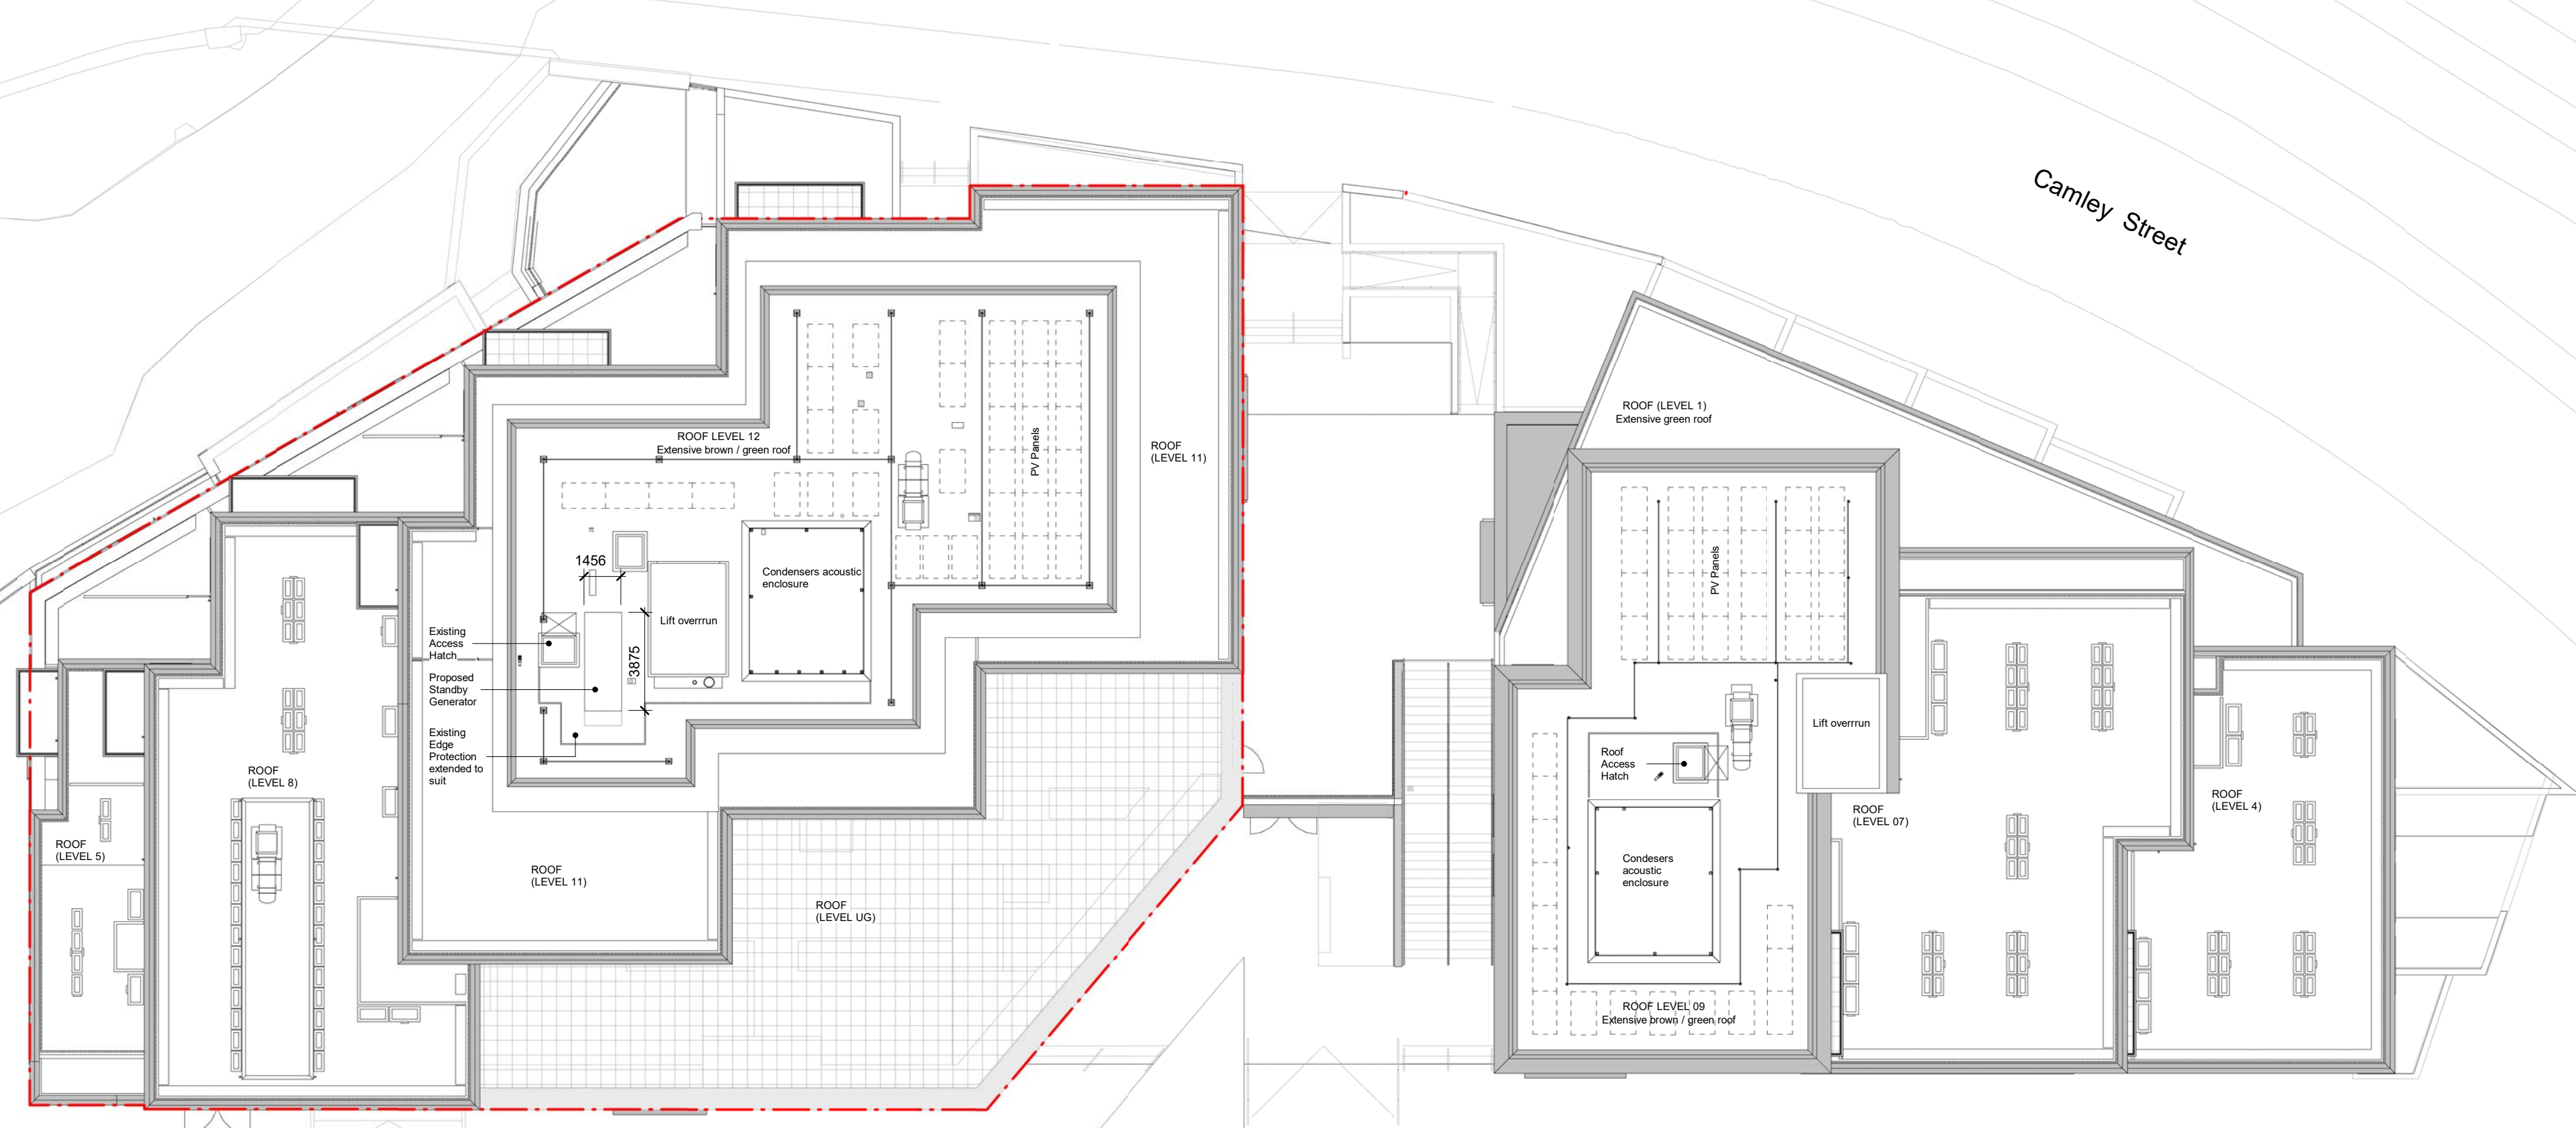 Camley Street
ROOF LEVEL 12
Extensive brown / green roof
PV Panels
ROOF
(LEVEL 11)
1456
Condensers acoustic
enclosure
Lift overrrun
3875
Existing
Access
Hatch
Proposed
Standby
Generator
Existing
Edge
Protection
extended to
suit
ROOF
(LEVEL 8)
ROOF
(LEVEL 5)
ROOF
(LEVEL 11)
ROOF
(LEVEL UG)
ROOF (LEVEL 1)
Extensive green roof
PV Panels
Lift overrrun
Roof
Access
Hatch
ROOF
(LEVEL 07)
ROOF
(LEVEL 4)
Condesers
acoustic
enclosure
ROOF LEVEL 09
Extensive brown / green roof